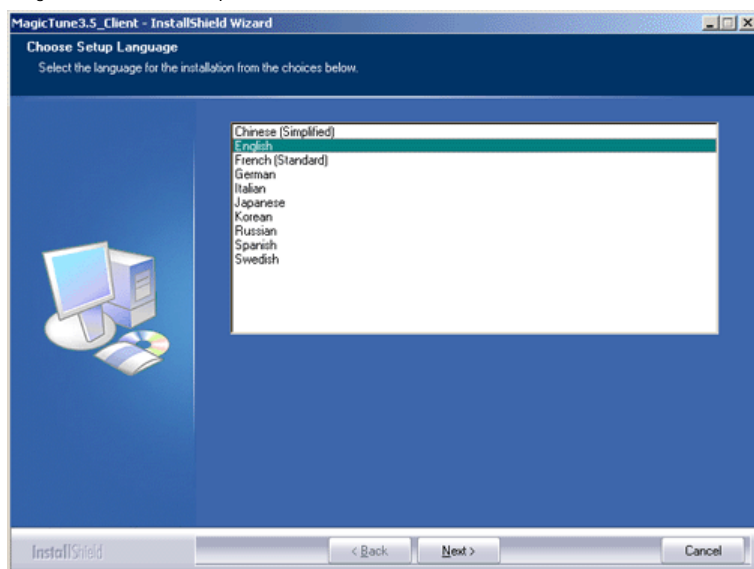 MagicTune3.5_Client - InstallShield Wizard
Choose Setup Language
Select the language for the installation from the choices below.
Chinese (Simplified)
English
French (Standard)
German
Italian
Japanese
Korean
Russian
Spanish
Swedish
InstallShield
< Back
Next >
Cancel